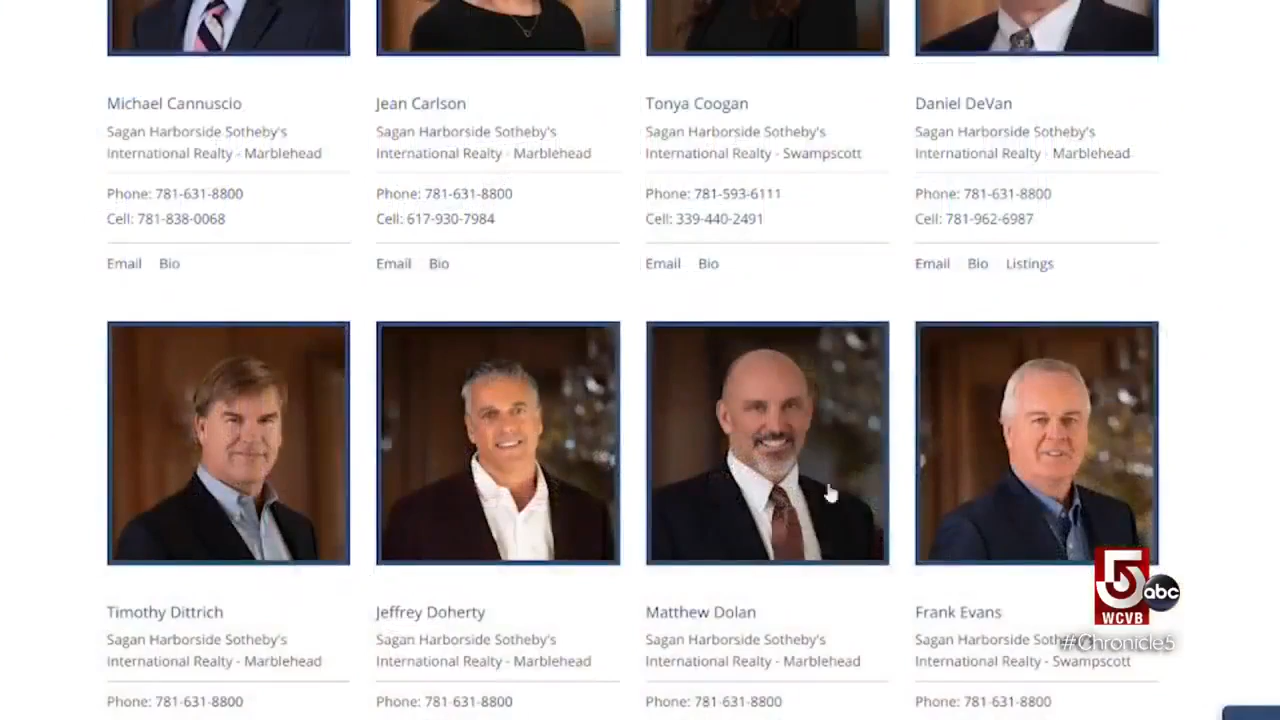 Michael Cannuscio
Sagan Harborside Sotheby's
International Realty - Marblehead
Phone: 781-631-8800
Cell: 781-838-0068
Email Bio
Jean Carlson
Sagan Harborside Sotheby's
International Realty - Marblehead
Phone: 781-631-8800
Cell: 617-930-7984
Email Bio
Tonya Coogan
Sagan Harborside Sotheby's
International Realty - Swampscott
Phone: 781-593-6111
Cell: 339-440-2491
Email Bio
Daniel DeVan
Sagan Harborside Sotheby's
International Realty - Marblehead
Phone: 781-631-8800
Cell: 781-962-6987
Email Bio Listings
Timothy Dittrich
Sagan Harborside Sotheby's
International Realty - Marblehead
Phone: 781-631-8800
Jeffrey Doherty
Sagan Harborside Sotheby's
International Realty - Marblehead
Phone: 781-631-8800
Matthew Dolan
Sagan Harborside Sotheby's
International Realty - Marblehead
Phone: 781-631-8800
Frank Evans
Sagan Harborside Sotheby's
International Realty - Swampscott
Phone: 781-631-8800
5 abc
WCVB
#Chronicle5